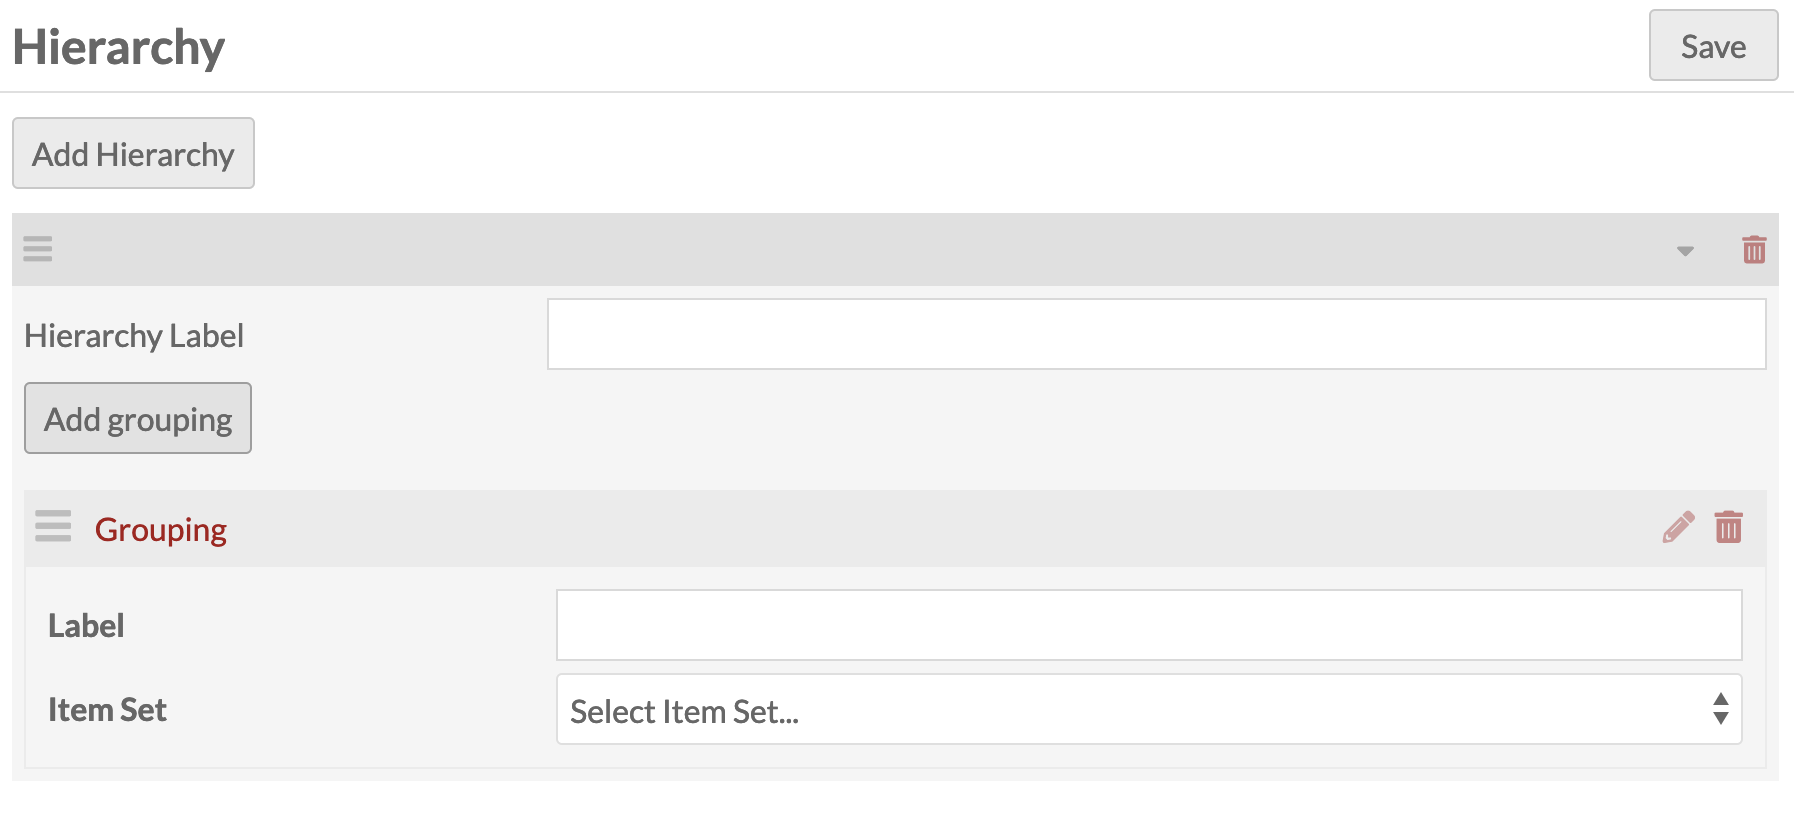 Hierarchy
Save
Add Hierarchy
Hierarchy Label
Add grouping
Grouping
Label
Item Set
Select Item Set...